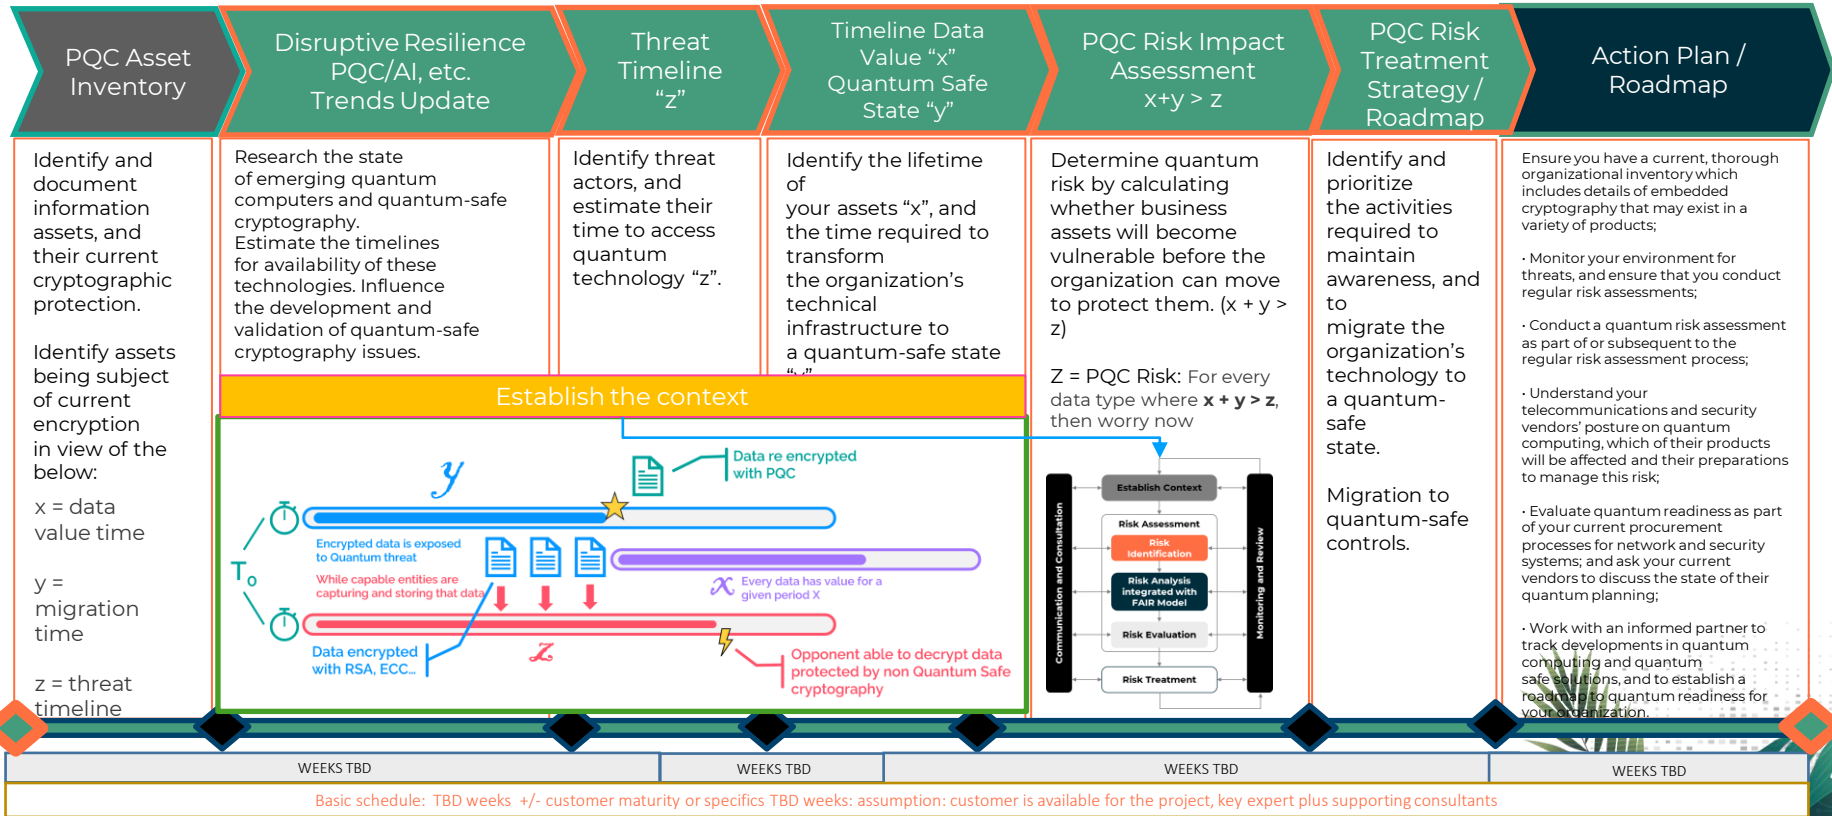 PQC Asset
Inventory
Disruptive Resilience
PQC/AI, etc.
Trends Update
Threat
Timeline
“z”
Timeline Data
Value “x”
Quantum Safe
State “y”
PQC Risk Impact
Assessment
x+y > z
PQC Risk
Treatment
Strategy /
Roadmap
Action Plan /
Roadmap
Identify and
document
information
assets, and
their current
cryptographic
protection.
Identify assets
being subject
of current
encryption
in view of the
below:
x = data
value time
y =
migration
time
z = threat
timeline
Research the state
of emerging quantum
computers and quantum-safe
cryptography.
Estimate the timelines
for availability of these
technologies. Influence
the development and
validation of quantum-safe
cryptography issues.
Identify threat
actors, and
estimate their
time to access
quantum
technology “z”.
Identify the lifetime
of
your assets “x”, and
the time required to
transform
the organization’s
technical
infrastructure to
a quantum-safe state
“y”
Determine quantum
risk by calculating
whether business
assets will become
vulnerable before the
organization can move
to protect them. (x + y >
z)
Z = PQC Risk: For every
data type where x + y > z,
then worry now
Identify and
prioritize
the activities
required to
maintain
awareness, and
to
migrate the
organization’s
technology to
a quantum-
safe
state.
Migration to
quantum-safe
controls.
Ensure you have a current, thorough
organizational inventory which
includes details of embedded
cryptography that may exist in a
variety of products;
• Monitor your environment for
threats, and ensure that you conduct
regular risk assessments;
• Conduct a quantum risk assessment
as part of or subsequent to the
regular risk assessment process;
• Understand your
telecommunications and security
vendors’ posture on quantum
computing, which of their products
will be affected and their preparations
to manage this risk;
• Evaluate quantum readiness as part
of your current procurement
processes for network and security
systems; and ask your current
vendors to discuss the state of their
quantum planning;
• Work with an informed partner to
track developments in quantum
computing and quantum
safe solutions, and to establish a
roadmap to quantum readiness for
your organization.
Establish the context
y
Data re encrypted
with PQC
Encrypted data is exposed
to Quantum threat
While capable entities are
capturing and storing that data
To
x
Every data has value for a
given period X
Data encrypted
with RSA, ECC...
z
Opponent able to decrypt data
protected by non Quantum Safe
cryptography
Communication and Consultation
Establish Context
Risk Assessment
Risk
Identification
Risk Analysis
integrated with
FAIR Model
Risk Evaluation
Risk Treatment
Monitoring and Review
WEEKS TBD
WEEKS TBD
WEEKS TBD
WEEKS TBD
Basic schedule: TBD weeks +/- customer maturity or specifics TBD weeks: assumption: customer is available for the project, key expert plus supporting consultants